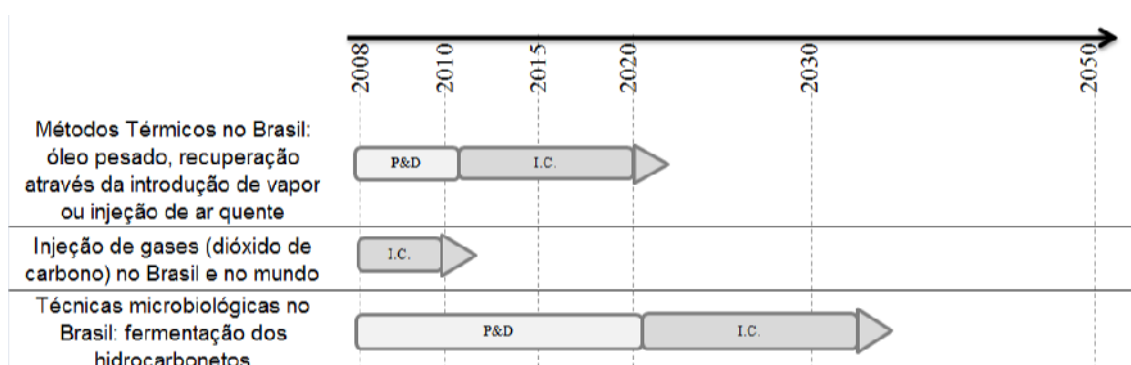 2008 2010 2015 2020 2030 2050
Métodos Térmicos no Brasil:
óleo pesado, recuperação
através da introdução de vapor
ou injeção de ar quente
P&D I.C.
Injeção de gases (dióxido de
carbono) no Brasil e no mundo
I.C.
Técnicas microbiológicas no
Brasil: fermentação dos
hidrocarbonetos
P&D I.C.